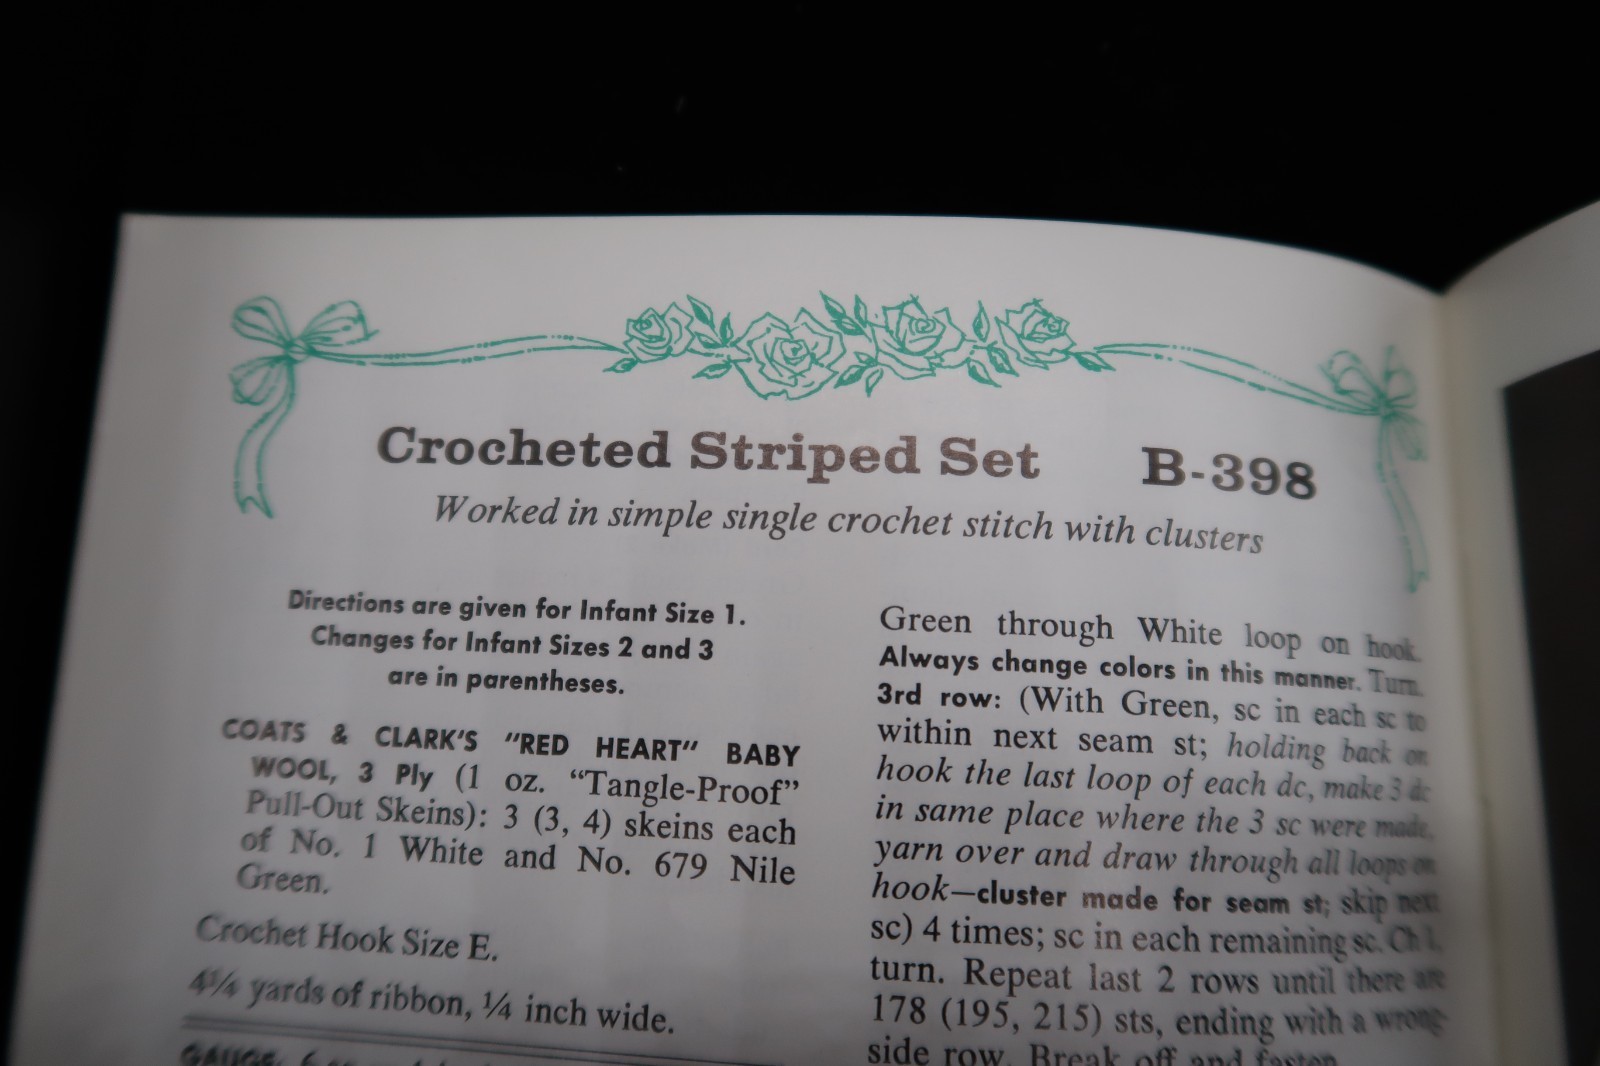 Crocheted Striped Set B-398
Worked in simple single crochet stitch with clusters
Directions are given for Infant Size 1.
Changes for Infant Sizes 2 and 3
are in parentheses.
COATS & CLARK'S "RED HEART" BABY
WOOL, 3 Ply (1 oz. “Tangle-Proof”
Pull-Out Skeins): 3 (3, 4) skeins each
of No. 1 White and No. 679 Nile
Green.
Crochet Hook Size E.
4¼ yards of ribbon, ¼ inch wide.
GAUGE: 6
Green through White loop on hook.
Always change colors in this manner. Turn.
3rd row: (With Green, sc in each sc to
within next seam st; holding back on
hook the last loop of each dc, make 3 dc
in same place where the 3 sc were made,
yarn over and draw through all loops on
hook—cluster made for seam st; skip next
sc) 4 times; sc in each remaining sc. Ch 1,
turn. Repeat last 2 rows until there are
178 (195, 215) sts, ending with a wrong-
side row. Break off and fasten.